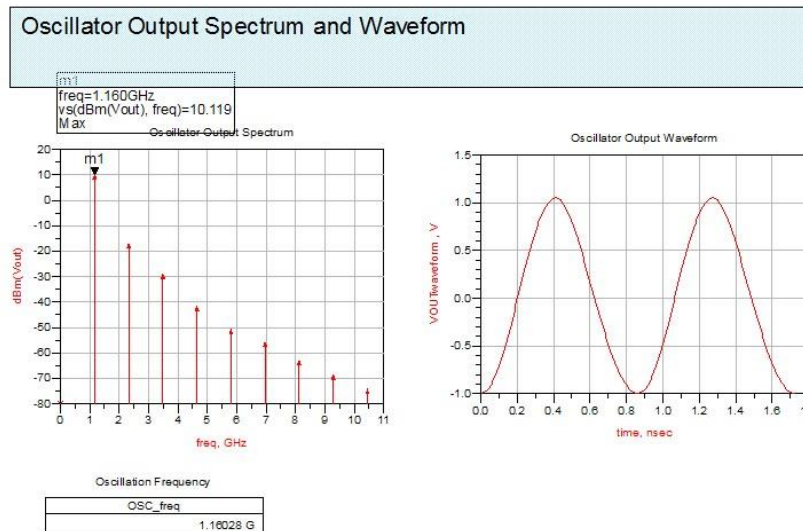 Oscillator Output Spectrum and Waveform
m1
freq=1.160GHz
vs(dBm(Vout), freq)=10.119
Max
Oscillator Output Spectrum
m1
20
10
0
-10
-20
-30
-40
-50
-60
-70
-80
dBm(Vout)
0 1 2 3 4 5 6 7 8 9 10 11
freq, GHz
Oscillator Output Waveform
1.5
1.0
0.5
0.0
-0.5
-1.0
VOUTwaveform, V
0.0 0.2 0.4 0.6 0.8 1.0 1.2 1.4 1.6
time, nsec
Oscillation Frequency
OSC_freq
1.16028 G